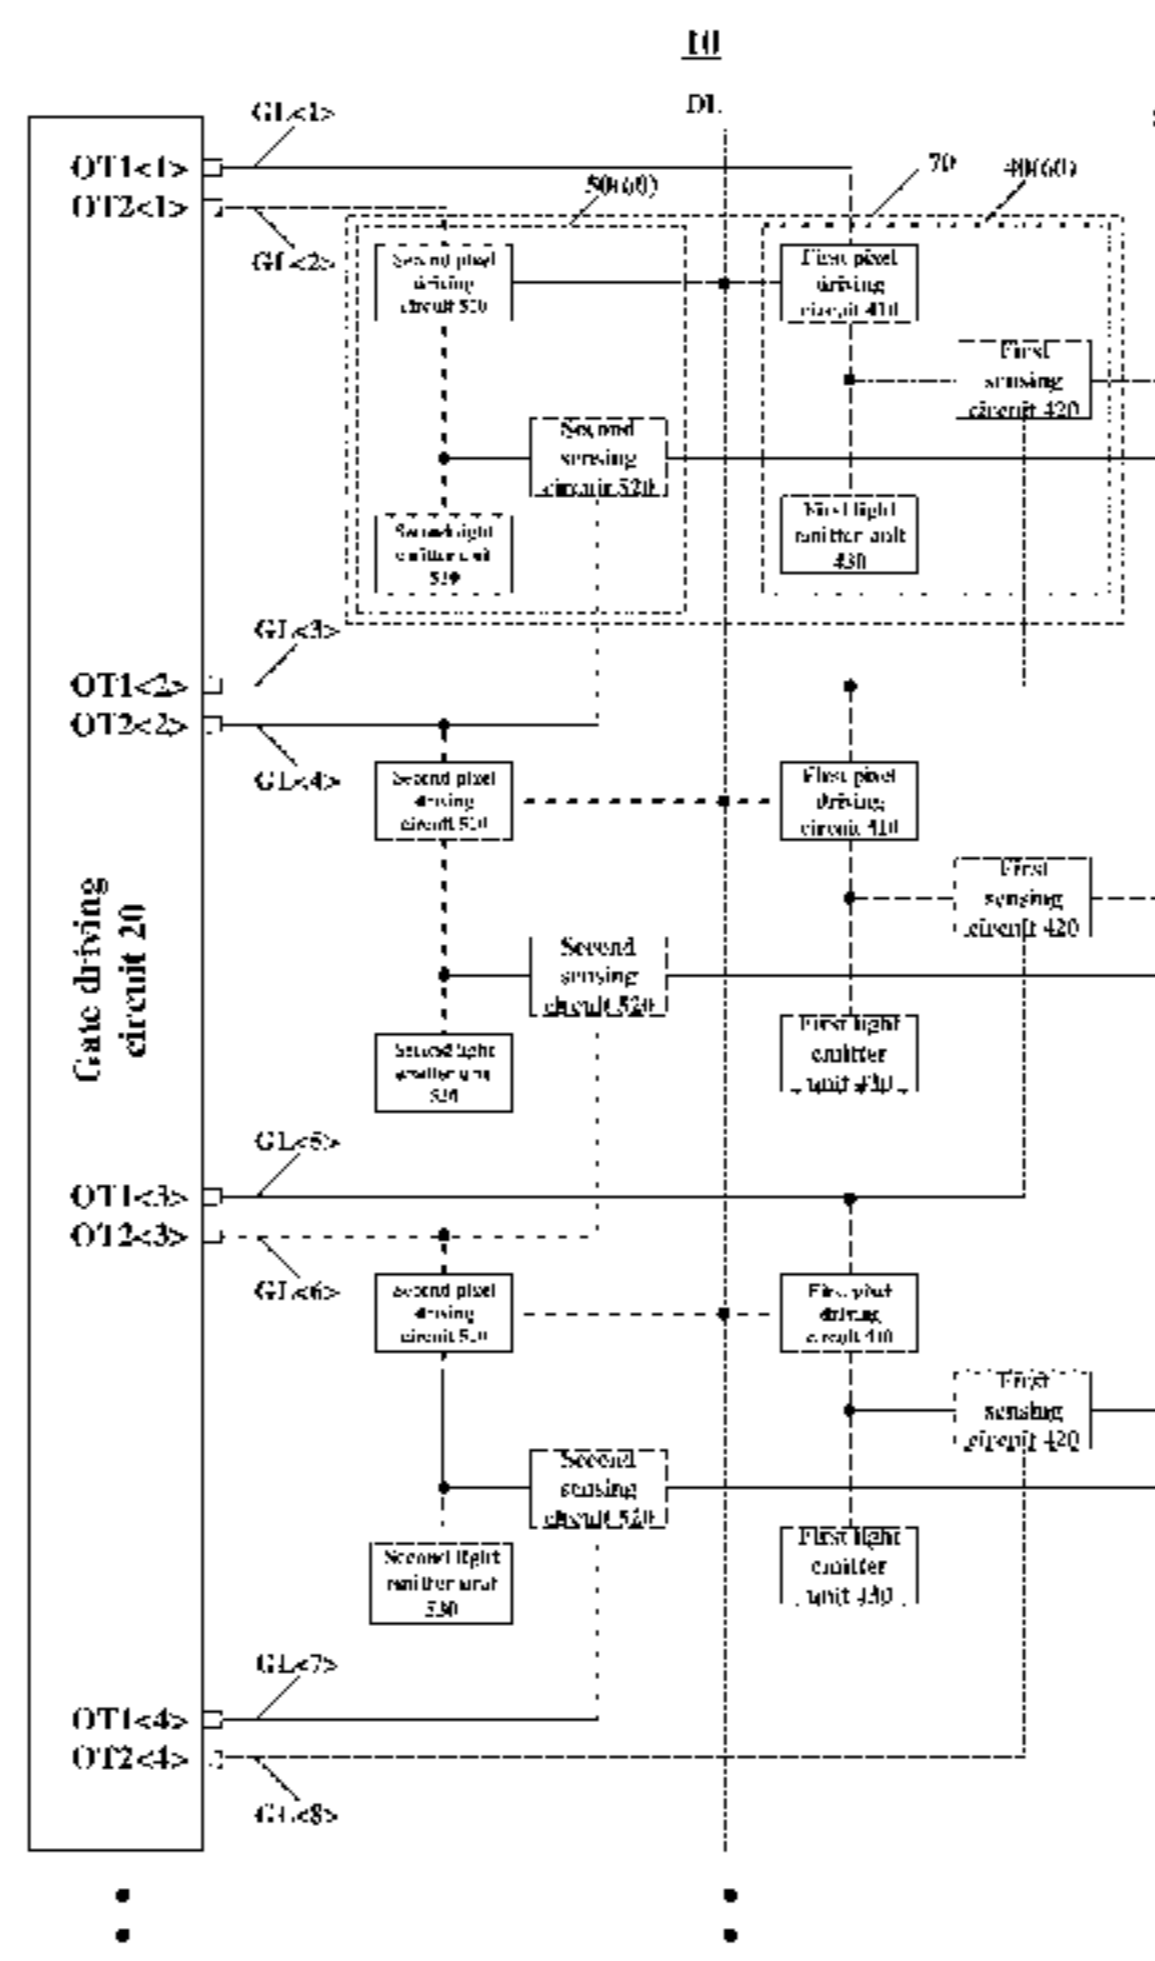 10
DL
GL<1>
OT1<1>
70
40(60)
50(60)
OT2<1>
GL<2>
Second pixel
driving
circuit 510
First pixel
driving
circuit 410
First
sensing
circuit 420
Second
sensing
circuit 520
Second light
emitter unit
530
First light
emitter unit
430
GL<3>
OT1<2>
OT2<2>
GL<4>
Second pixel
driving
circuit 510
First pixel
driving
circuit 410
First
sensing
circuit 420
Gate driving
circuit 20
Second
sensing
circuit 520
Second light
emitter unit
530
First light
emitter
unit 430
GL<5>
OT1<3>
OT2<3>
GL<6>
Second pixel
driving
circuit 510
First pixel
driving
circuit 410
First
sensing
circuit 420
Second
sensing
circuit 520
Second light
emitter unit
530
First light
emitter
unit 430
GL<7>
OT1<4>
OT2<4>
GL<8>